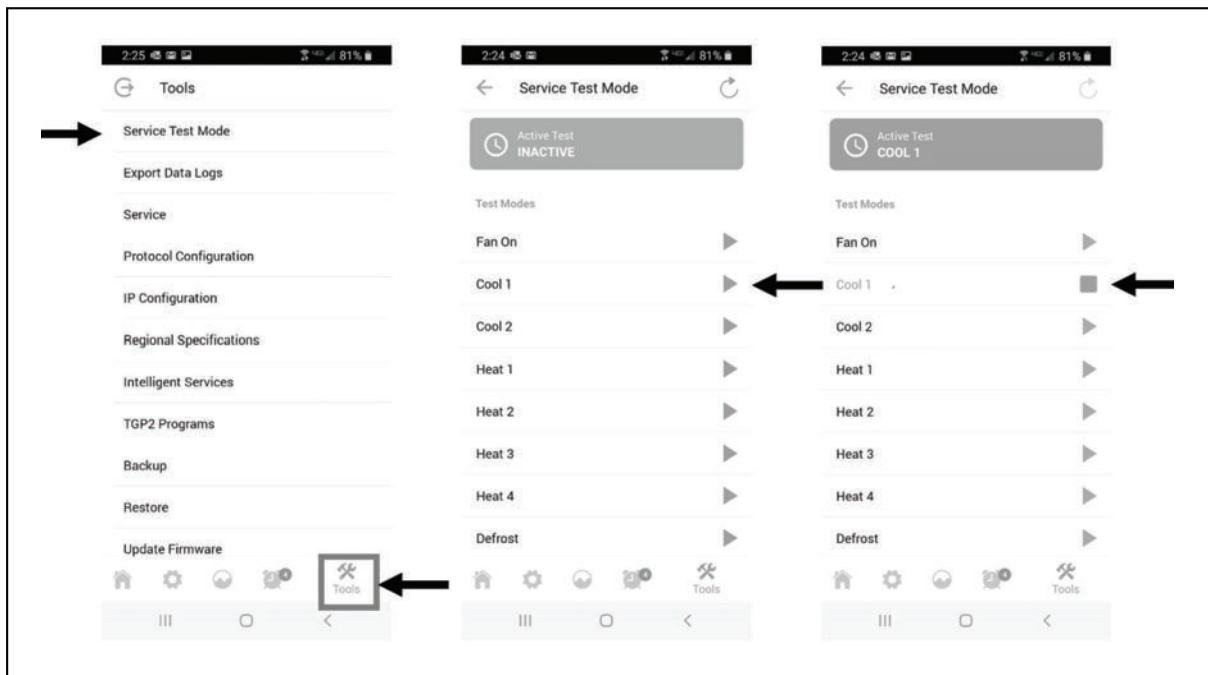 2:25 81%
Tools
Service Test Mode
Export Data Logs
Service
Protocol Configuration
IP Configuration
Regional Specifications
Intelligent Services
TGP2 Programs
Backup
Restore
Update Firmware
4
Tools
2:24 81%
Service Test Mode
Active Test
INACTIVE
Test Modes
Fan On
Cool 1
Cool 2
Heat 1
Heat 2
Heat 3
Heat 4
Defrost
4
Tools
2:24 81%
Service Test Mode
Active Test
COOL 1
Test Modes
Fan On
Cool 1
Cool 2
Heat 1
Heat 2
Heat 3
Heat 4
Defrost
4
Tools